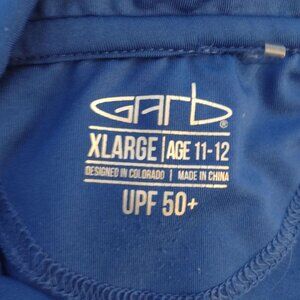 Garb®
XLARGE | AGE 11-12
DESIGNED IN COLORADO | MADE IN CHINA
UPF 50+